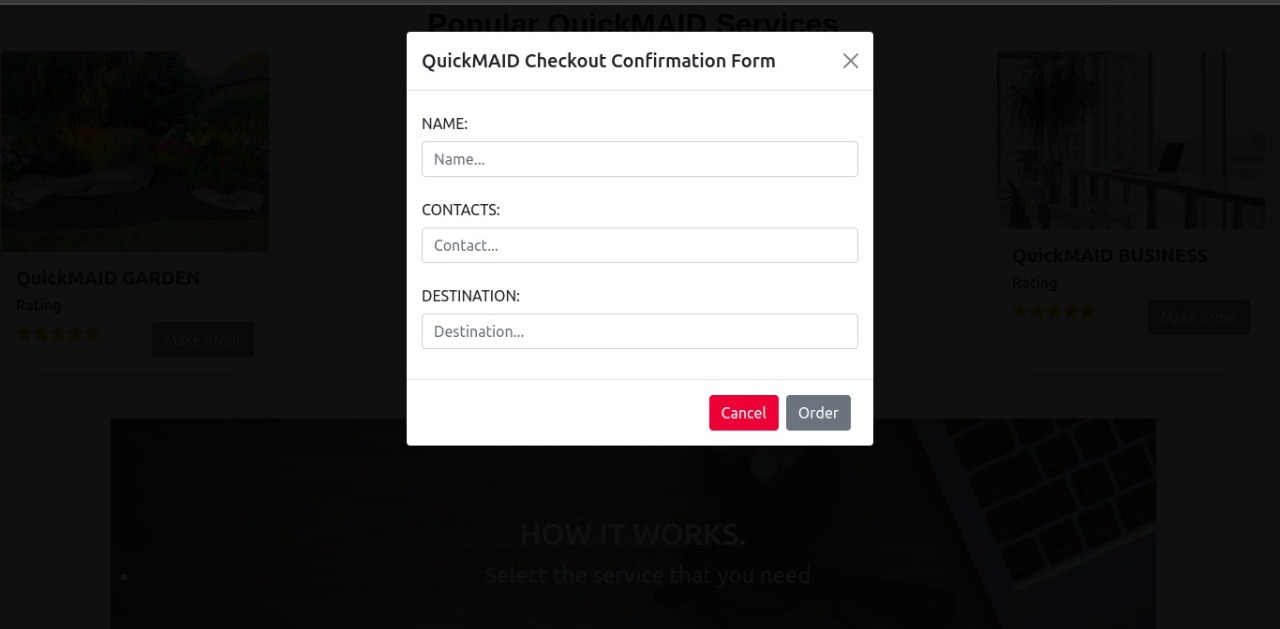 Popular QuickMAID Services
QuickMAID Checkout Confirmation Form
NAME:
Name...
CONTACTS:
Contact...
DESTINATION:
Destination...
Cancel
Order
QuickMAID GARDEN
Rating
Make order
QuickMAID BUSINESS
Rating
Make order
HOW IT WORKS.
Select the service that you need